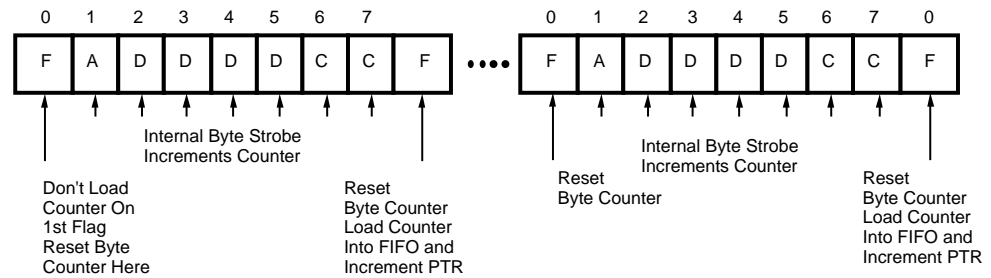 0 1 2 3 4 5 6 7 0 1 2 3 4 5 6 7 0
F A D D D D C C F •••• F A D D D D C C F
Internal Byte Strobe
Increments Counter
Don't Load
Counter On
1st Flag
Reset Byte
Counter Here
Reset
Byte Counter
Load Counter
Into FIFO and
Increment PTR
Internal Byte Strobe
Increments Counter
Reset
Byte Counter
Reset
Byte Counter
Load Counter
Into FIFO and
Increment PTR